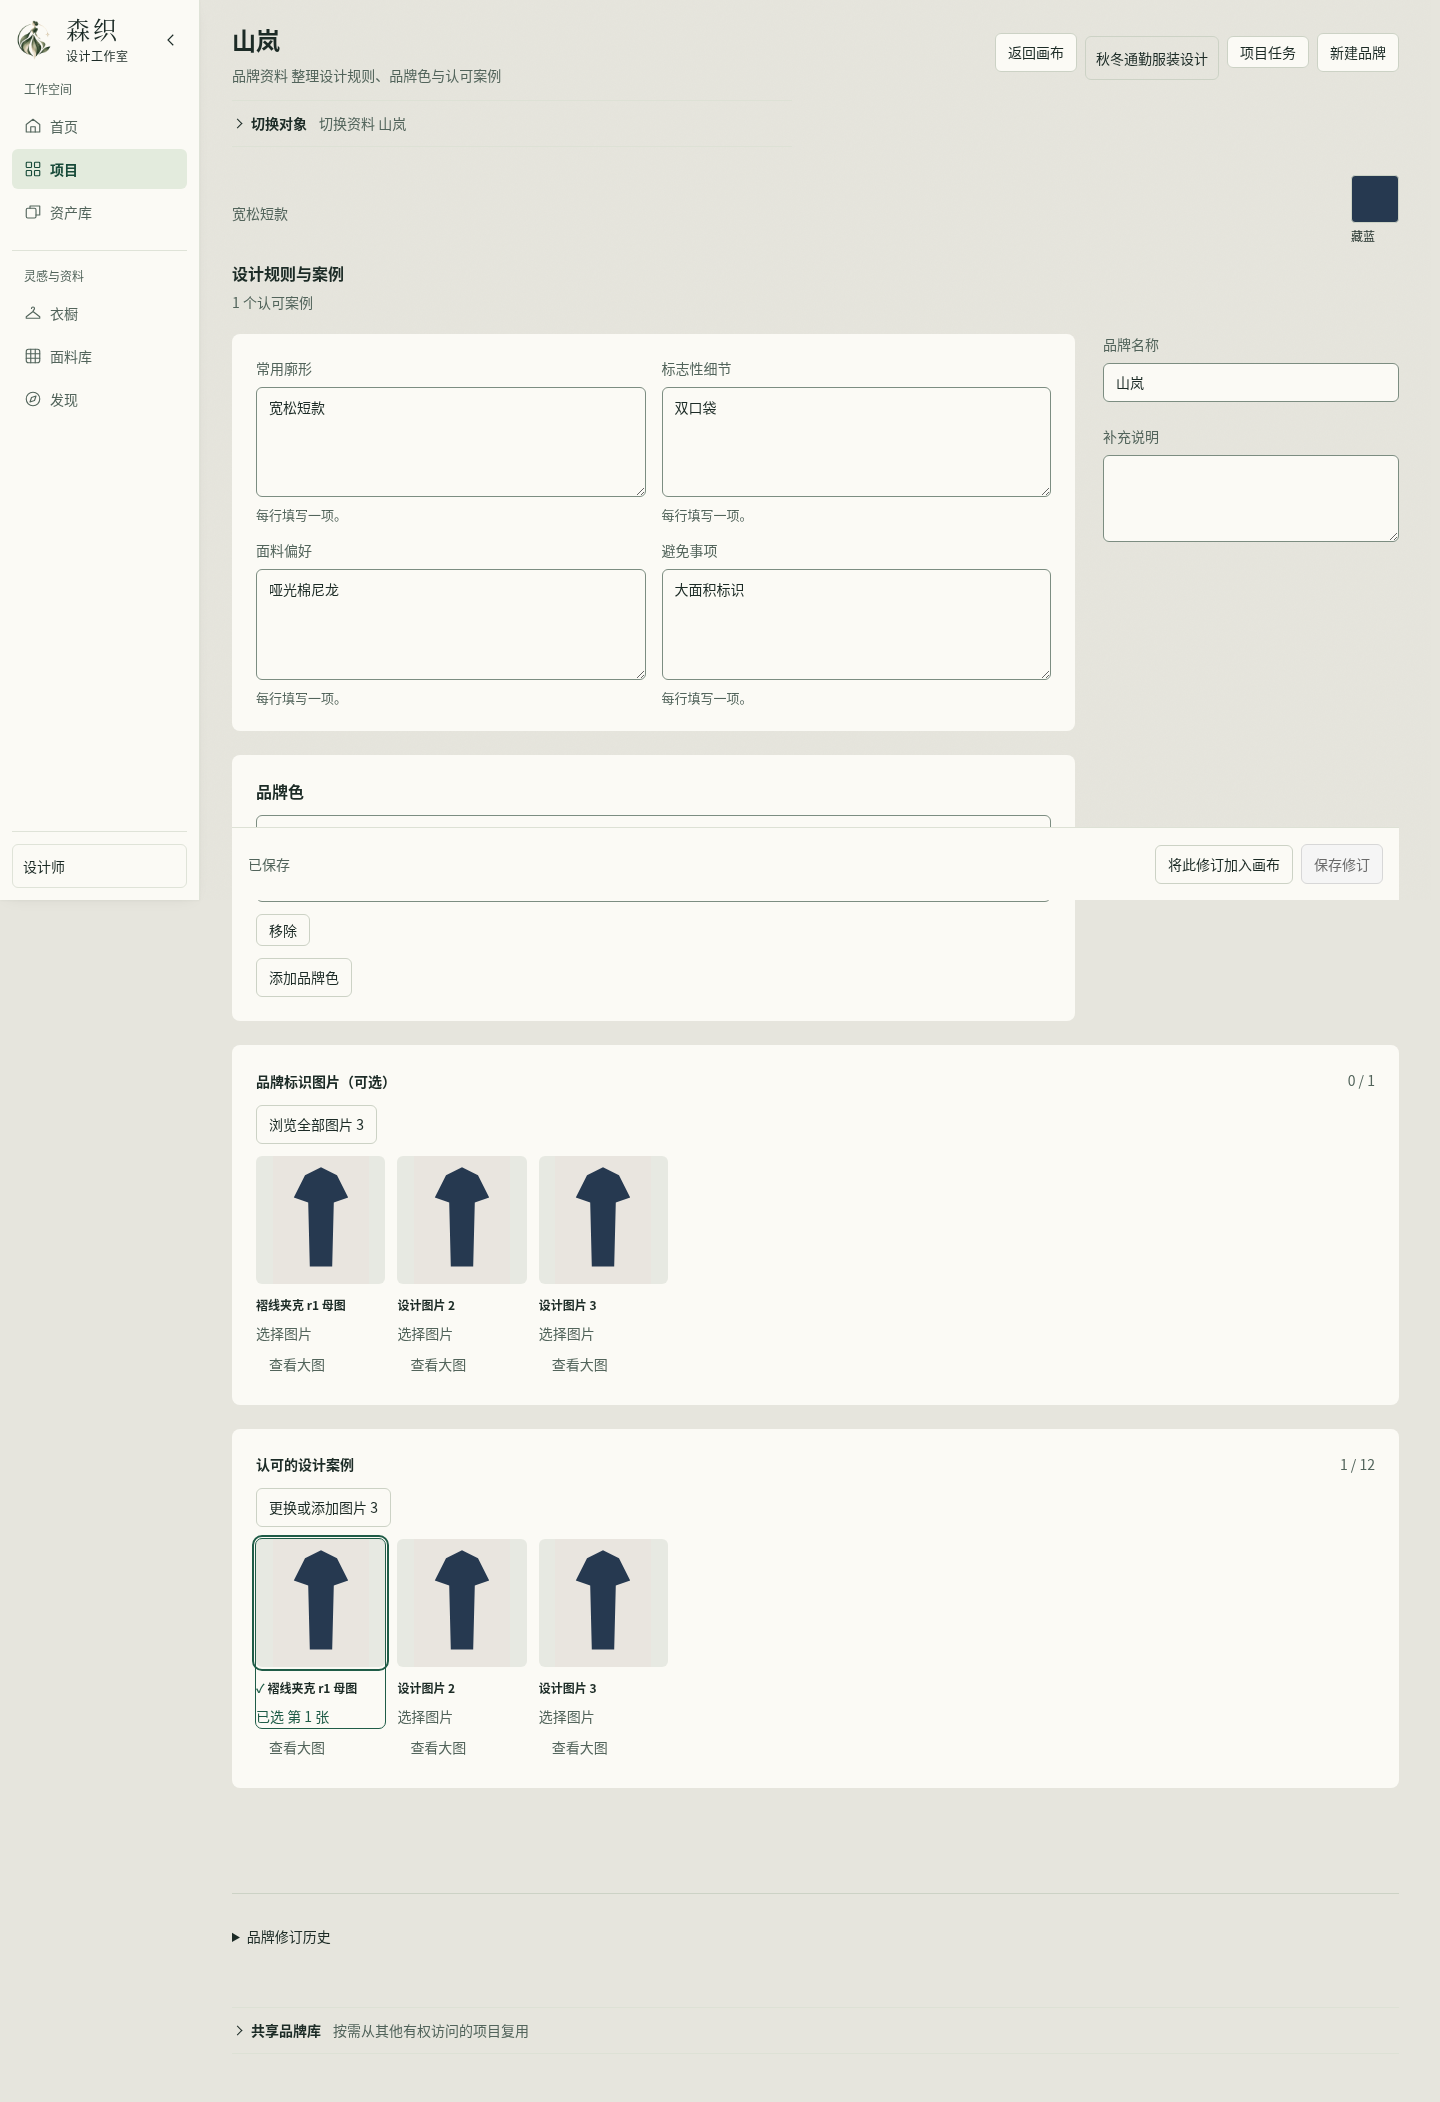 森织
设计工作室
工作空间
首页
项目
资产库
灵感与资料
衣橱
面料库
发现
设计师
山岚
品牌资料 整理设计规则、品牌色与认可案例
返回画布
秋冬通勤服装设计
项目任务
新建品牌
切换对象 切换资料 山岚
宽松短款
藏蓝
设计规则与案例
1 个认可案例
常用廓形
宽松短款
每行填写一项。
标志性细节
双口袋
每行填写一项。
面料偏好
哑光棉尼龙
每行填写一项。
避免事项
大面积标识
每行填写一项。
品牌名称
山岚
补充说明
品牌色
已保存
将此修订加入画布
保存修订
移除
添加品牌色
品牌标识图片（可选）
0 / 1
浏览全部图片 3
褶线夹克 r1 母图
选择图片
查看大图
设计图片 2
选择图片
查看大图
设计图片 3
选择图片
查看大图
认可的设计案例
1 / 12
更换或添加图片 3
✓ 褶线夹克 r1 母图
已选 第 1 张
查看大图
设计图片 2
选择图片
查看大图
设计图片 3
选择图片
查看大图
品牌修订历史
共享品牌库 按需从其他有权访问的项目复用